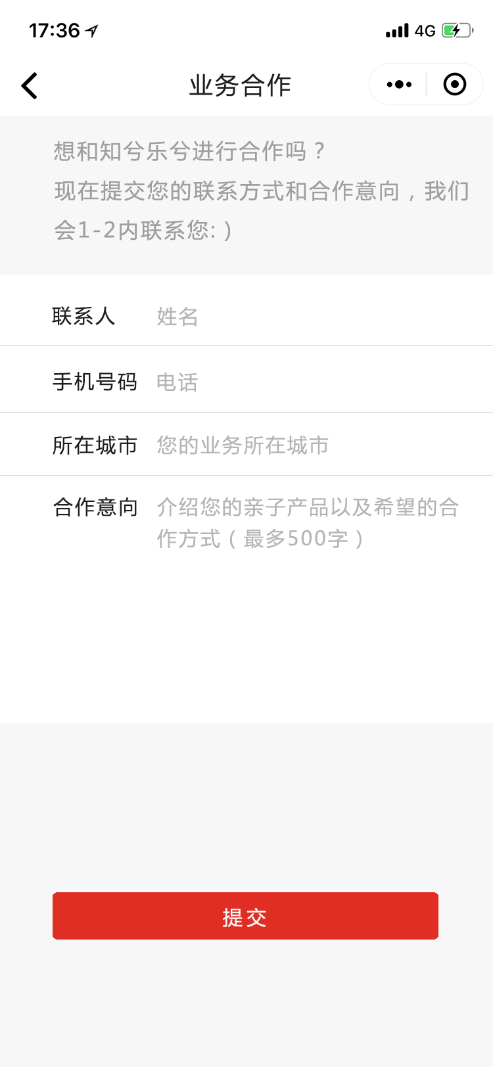 17:36
4G
业务合作
想和知兮乐兮进行合作吗？
现在提交您的联系方式和合作意向，我们
会1-2内联系您:）
联系人 姓名
手机号码 电话
所在城市 您的业务所在城市
合作意向 介绍您的亲子产品以及希望的合
作方式（最多500字）
提交